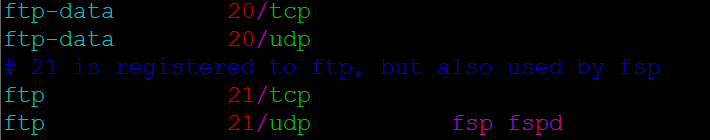 ftp-data        20/tcp
ftp-data        20/udp
# 21 is registered to ftp, but also used by fsp
ftp             21/tcp
ftp             21/udp          fsp fspd